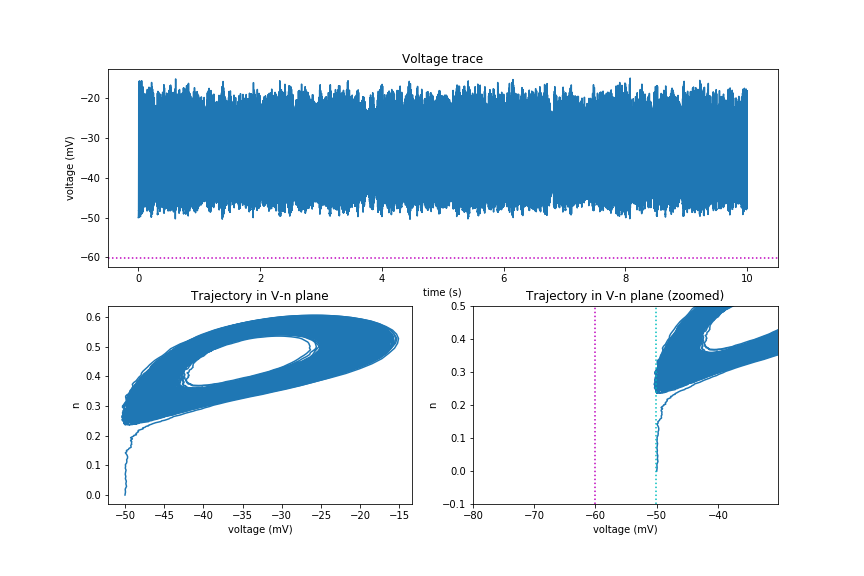 Voltage trace
voltage (mV)
−20
−30
−40
−50
−60
0 2 4 6 8 10
time (s)
Trajectory in V-n plane
n
0.6
0.5
0.4
0.3
0.2
0.1
0.0
−50 −45 −40 −35 −30 −25 −20 −15
voltage (mV)
Trajectory in V-n plane (zoomed)
n
0.5
0.4
0.3
0.2
0.1
0.0
−0.1
−80 −70 −60 −50 −40
voltage (mV)